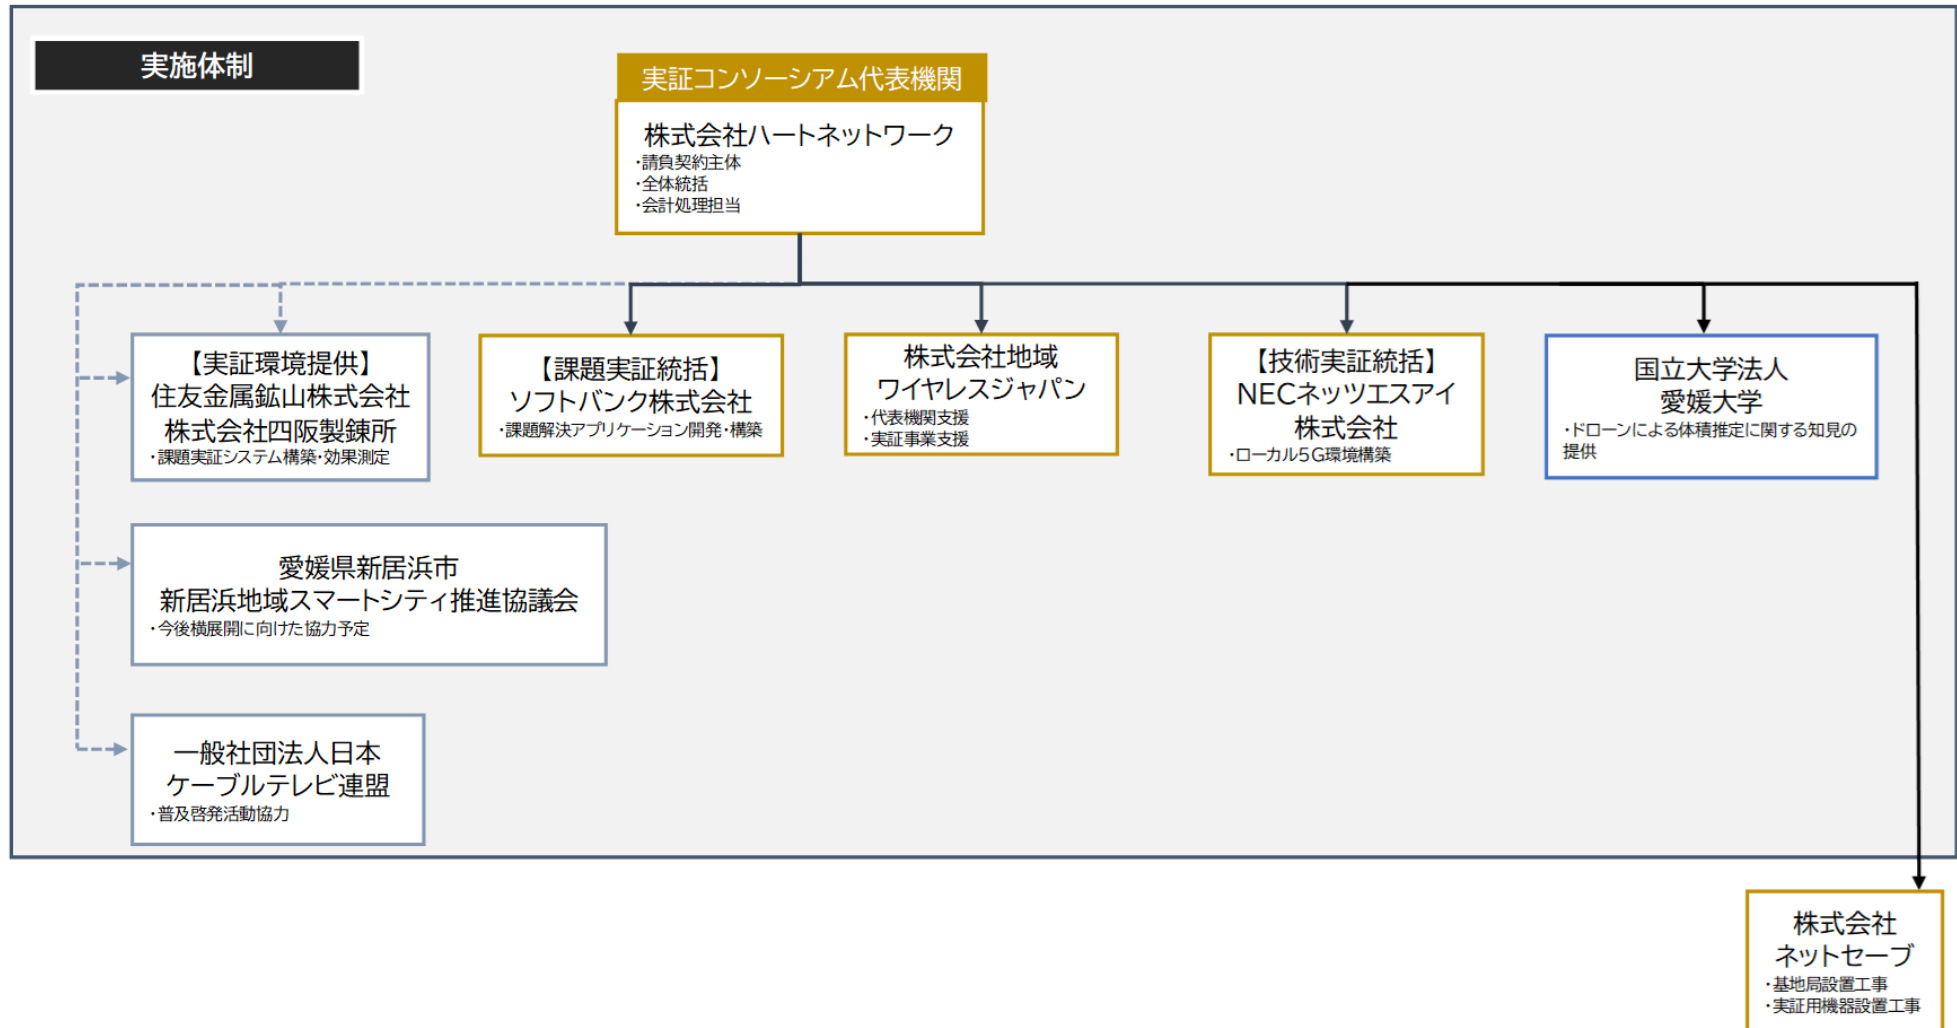 実施体制
実証コンソーシアム代表機関
株式会社ハートネットワーク
・請負契約主体
・全体統括
・会計処理担当
【実証環境提供】
住友金属鉱山株式会社
株式会社四阪製錬所
・課題実証システム構築・効果測定
【課題実証統括】
ソフトバンク株式会社
・課題解決アプリケーション開発・構築
株式会社地域
ワイヤレスジャパン
・代表機関支援
・実証事業支援
【技術実証統括】
NECネッツエスアイ
株式会社
・ローカル5G環境構築
国立大学法人
愛媛大学
・ドローンによる体積推定に関する知見の
提供
愛媛県新居浜市
新居浜地域スマートシティ推進協議会
・今後横展開に向けた協力予定
一般社団法人日本
ケーブルテレビ連盟
・普及啓発活動協力
株式会社
ネットセーブ
・基地局設置工事
・実証用機器設置工事